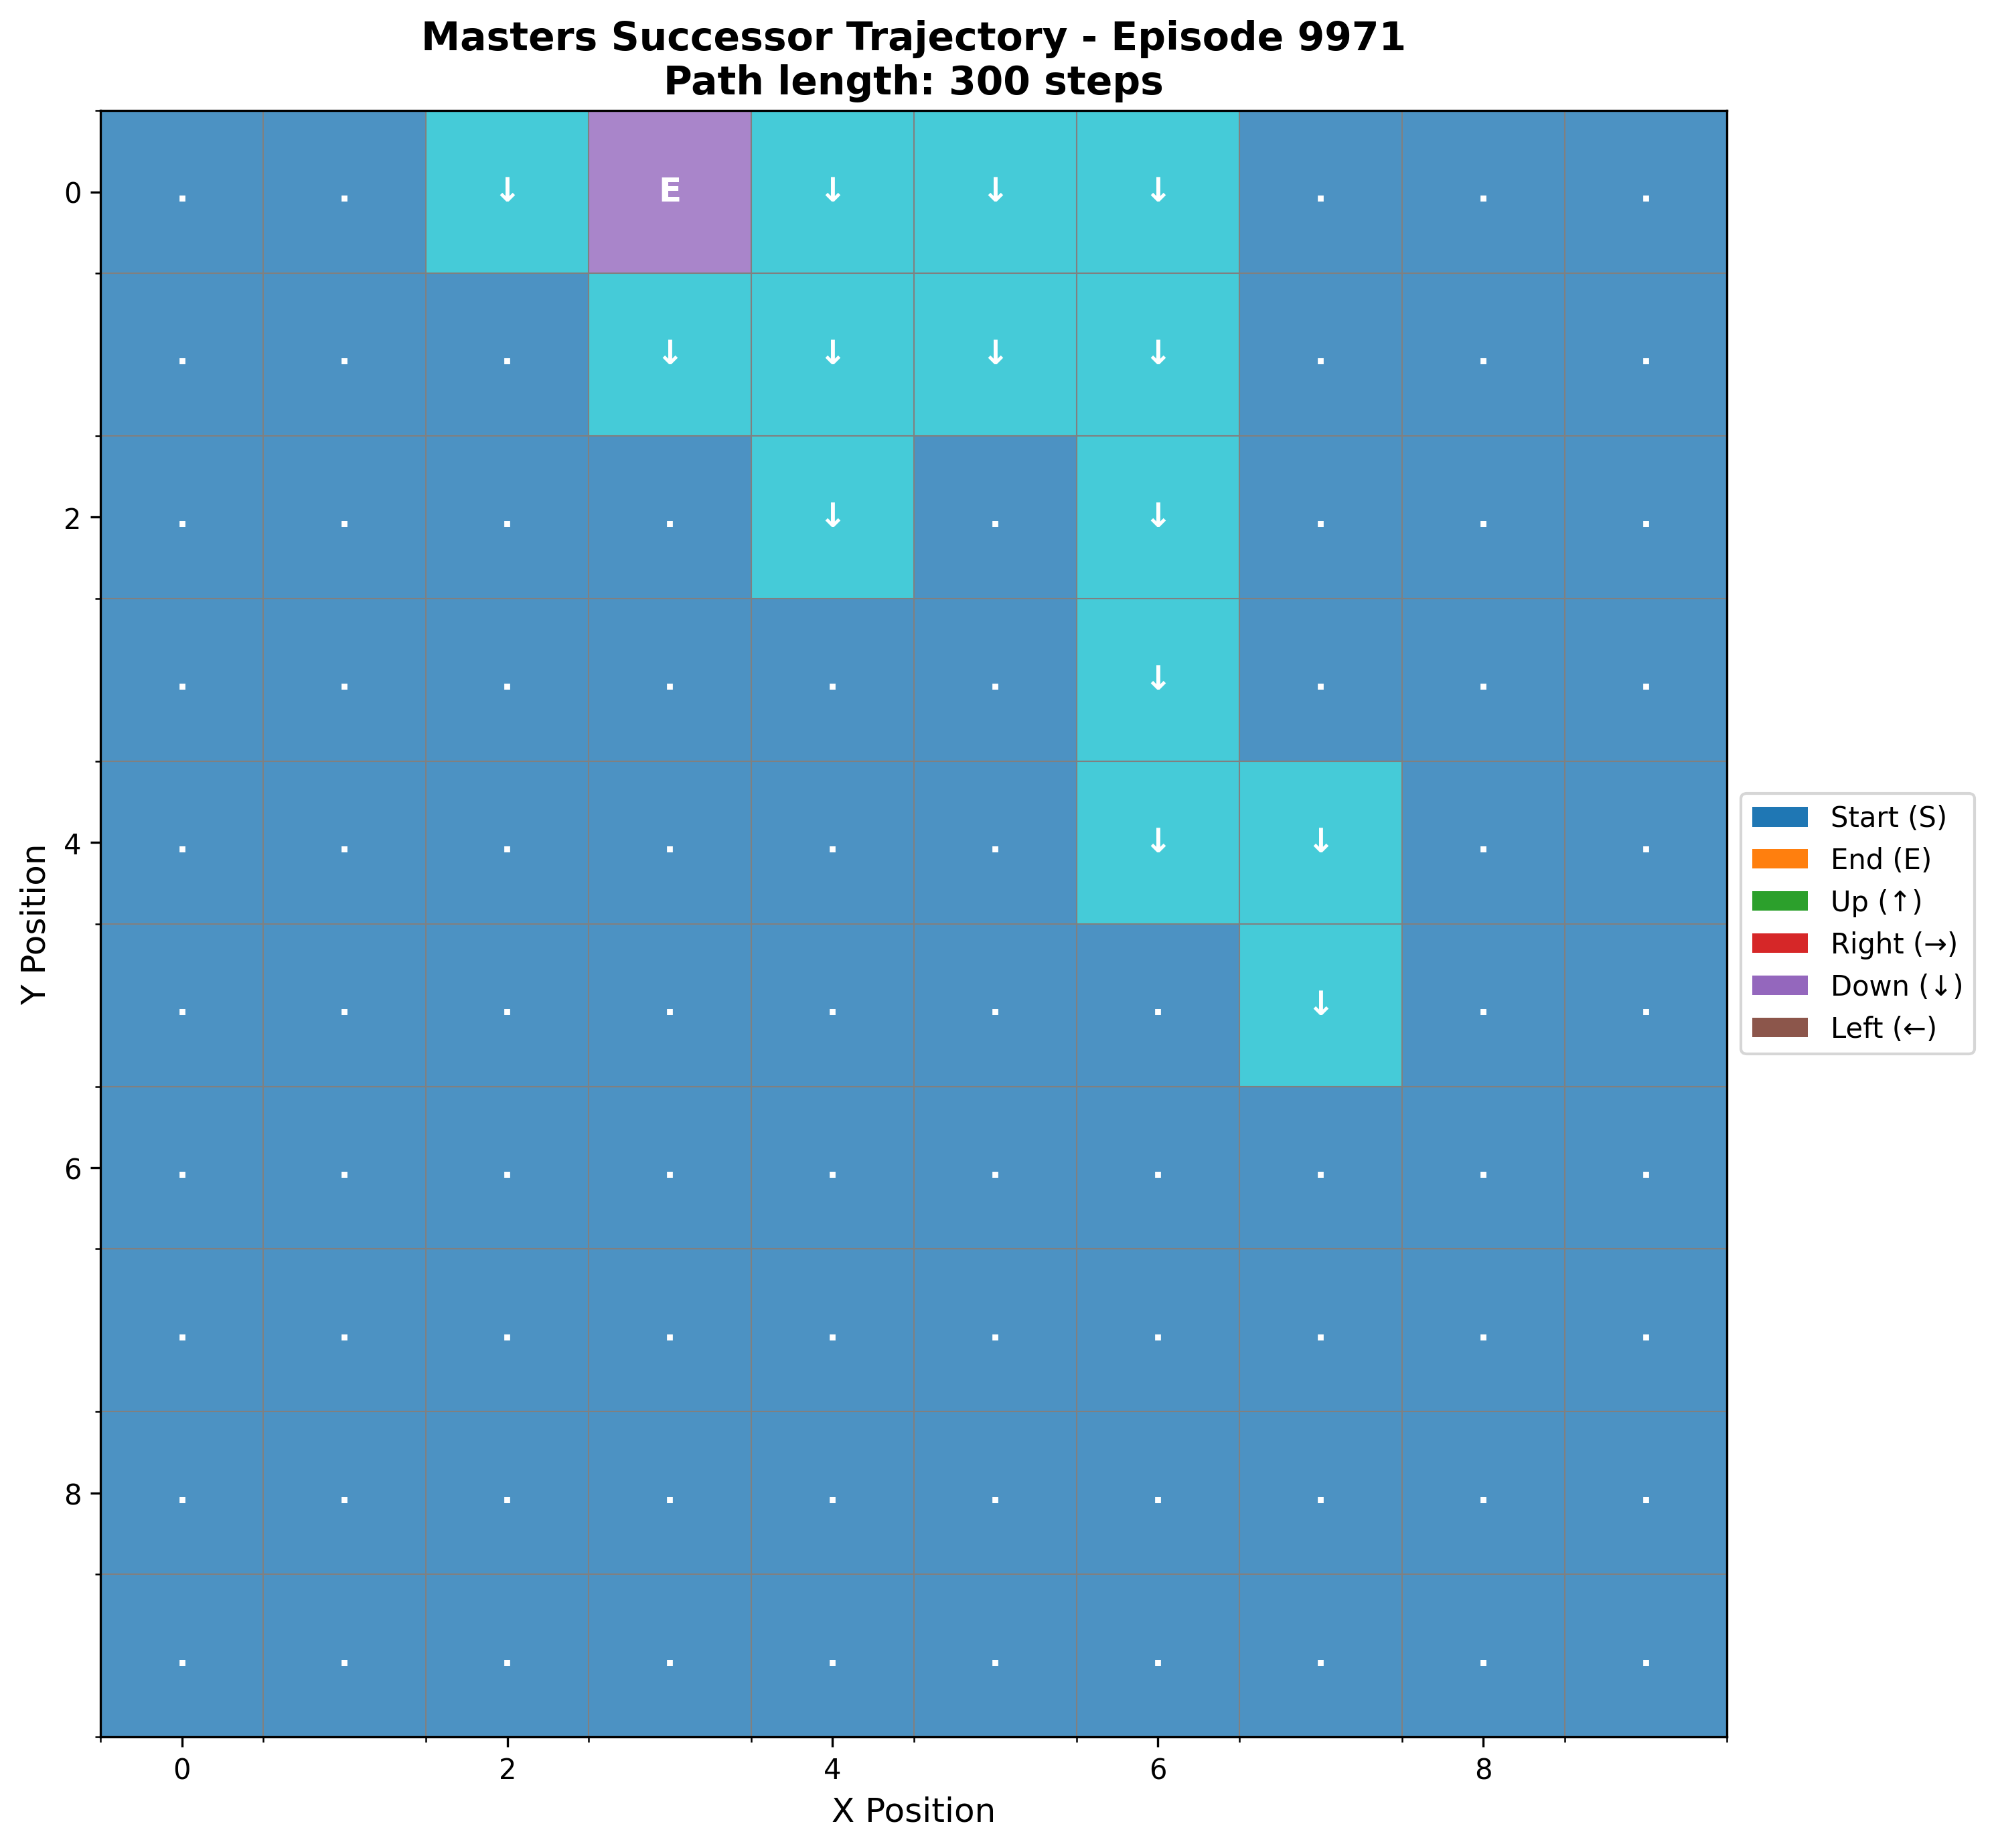 Masters Successor Trajectory - Episode 9971
Path length: 300 steps
0 . . ↓ E ↓ ↓ ↓ . . .
. . . ↓ ↓ ↓ ↓ . . .
2 . . . . ↓ . ↓ . . .
. . . . . . ↓ . . .
4 . . . . . . ↓ ↓ . .
. . . . . . . ↓ . .
6 . . . . . . . . . .
. . . . . . . . . .
8 . . . . . . . . . .
. . . . . . . . . .
0 2 4 6 8
X Position
Y Position
Start (S)
End (E)
Up (↑)
Right (→)
Down (↓)
Left (←)